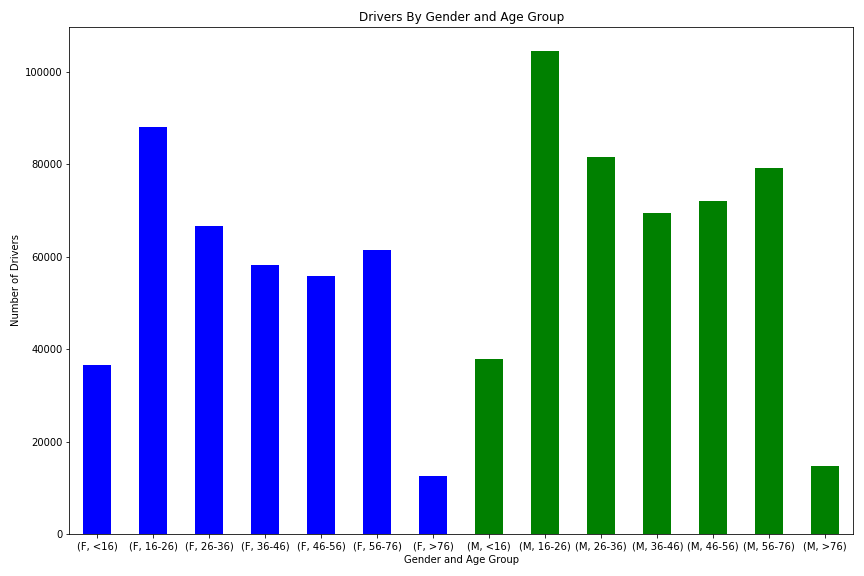 Drivers By Gender and Age Group
Number of Drivers
100000
80000
60000
40000
20000
0
(F, <16) (F, 16-26) (F, 26-36) (F, 36-46) (F, 46-56) (F, 56-76) (F, >76) (M, <16) (M, 16-26) (M, 26-36) (M, 36-46) (M, 46-56) (M, 56-76) (M, >76)
Gender and Age Group